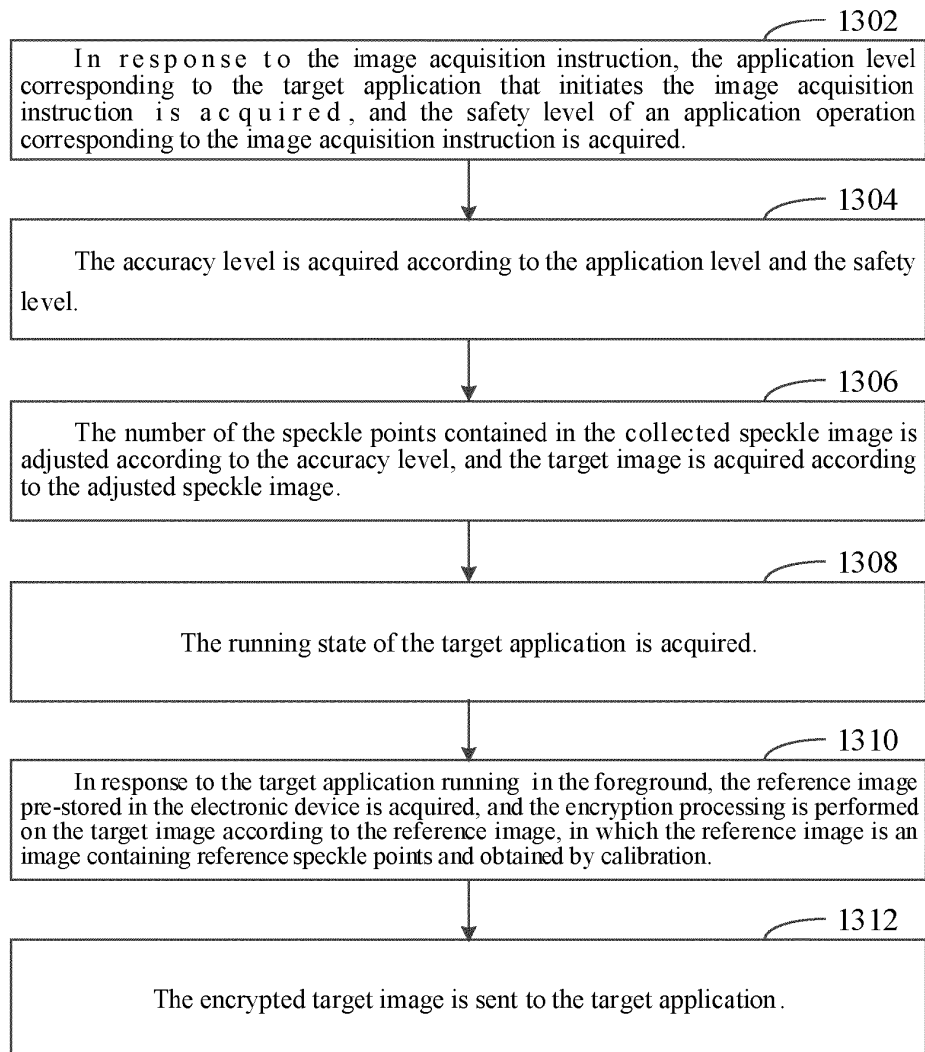 1302
In response to the image acquisition instruction, the application level
corresponding to the target application that initiates the image acquisition
instruction is acquired, and the safety level of an application operation
corresponding to the image acquisition instruction is acquired.
1304
The accuracy level is acquired according to the application level and the safety
level.
1306
The number of the speckle points contained in the collected speckle image is
adjusted according to the accuracy level, and the target image is acquired according
to the adjusted speckle image.
1308
The running state of the target application is acquired.
1310
In response to the target application running in the foreground, the reference image
pre-stored in the electronic device is acquired, and the encryption processing is performed
on the target image according to the reference image, in which the reference image is an
image containing reference speckle points and obtained by calibration.
1312
The encrypted target image is sent to the target application.